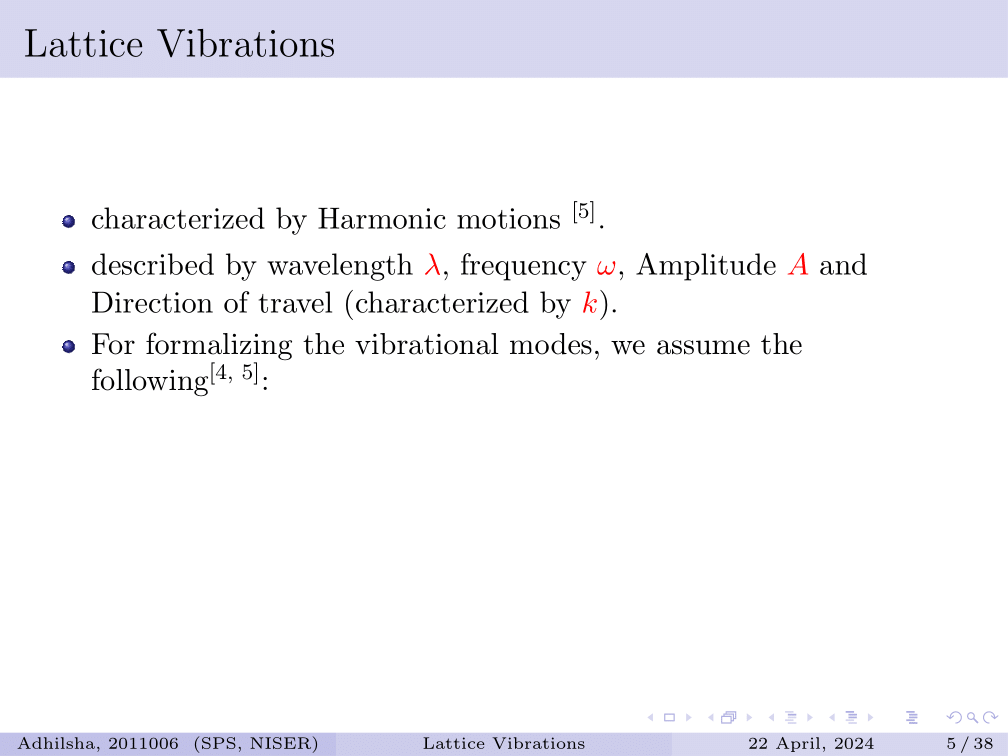 Lattice Vibrations
characterized by Harmonic motions [5].
described by wavelength λ, frequency ω, Amplitude A and
Direction of travel (characterized by k).
For formalizing the vibrational modes, we assume the
following[4, 5]:
Adhilsha, 2011006 (SPS, NISER) Lattice Vibrations 22 April, 2024 5 / 38